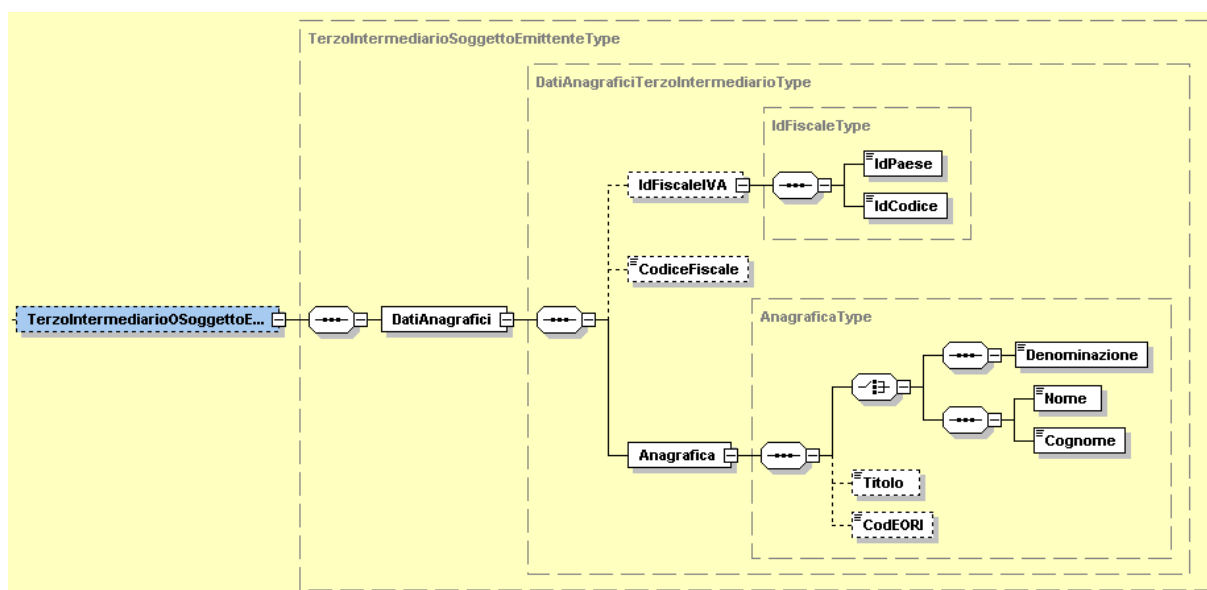 TerzoIntermediarioSoggettoEmittenteType
DatiAnagraficiTerzoIntermediarioType
IdFiscaleType
IdPaese
IdFiscaleIVA
IdCodice
CodiceFiscale
TerzoIntermediarioOSoggettoE...
DatiAnagrafici
AnagraficaType
Denominazione
Nome
Cognome
Anagrafica
Titolo
CodEORI